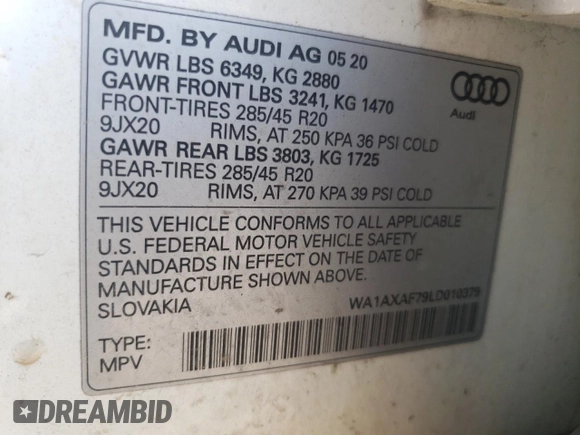 MFD. BY AUDI AG 05 20
GVWR LBS 6349, KG 2880
GAWR FRONT LBS 3241, KG 1470
FRONT-TIRES 285/45 R20
9JX20 RIMS, AT 250 KPA 36 PSI COLD
GAWR REAR LBS 3803, KG 1725
REAR-TIRES 285/45 R20
9JX20 RIMS, AT 270 KPA 39 PSI COLD
Audi
THIS VEHICLE CONFORMS TO ALL APPLICABLE
U.S. FEDERAL MOTOR VEHICLE SAFETY
STANDARDS IN EFFECT ON THE DATE OF
MANUFACTURE SHOWN ABOVE.
SLOVAKIA
WA1AXAF79LD010379
TYPE:
MPV
DREAMBID